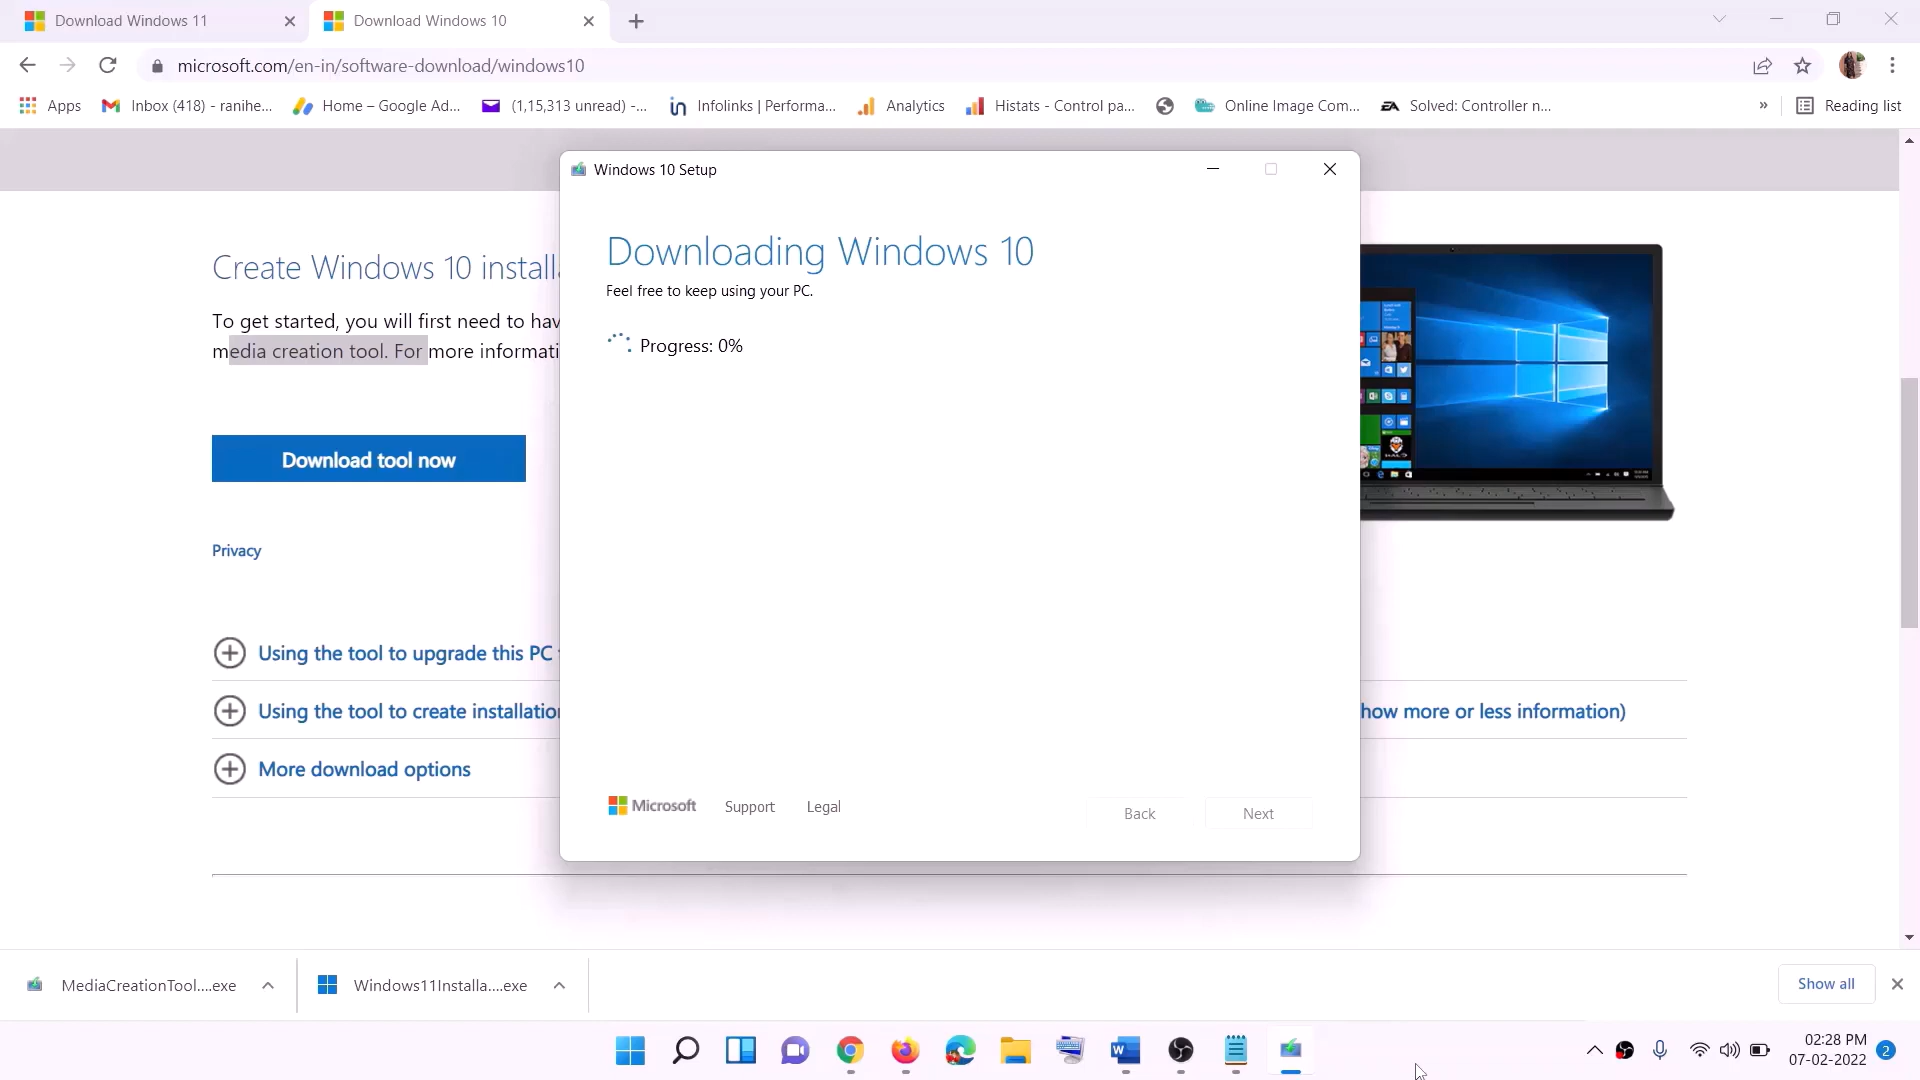 Download Windows 11
Download Windows 10
microsoft.com/en-in/software-download/windows10
Apps
Inbox (418) - ranihe...
Home – Google Ad...
(1,15,313 unread) -...
Infolinks | Performa...
Analytics
Histats - Control pa...
Online Image Com...
Solved: Controller n...
»
Reading list
Windows 10 Setup
Downloading Windows 10
Feel free to keep using your PC.
Progress: 0%
Create Windows 10 installa
To get started, you will first need to hav
media creation tool. For more informati
Download tool now
Privacy
Using the tool to upgrade this PC
Using the tool to create installation
how more or less information)
More download options
Microsoft
Support
Legal
Back
Next
MediaCreationTool....exe
Windows11Installa....exe
Show all
02:28 PM
07-02-2022
2